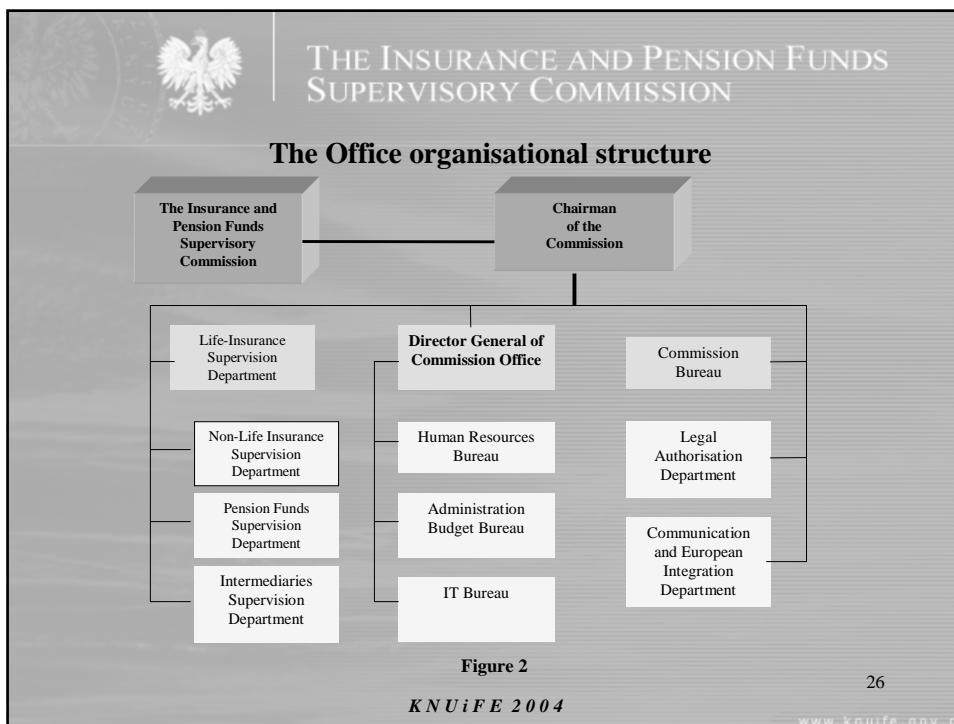 THE INSURANCE AND PENSION FUNDS
SUPERVISORY COMMISSION
The Office organisational structure
The Insurance and
Pension Funds
Supervisory
Commission
Chairman
of the
Commission
Life-Insurance
Supervision
Department
Non-Life Insurance
Supervision
Department
Pension Funds
Supervision
Department
Intermediaries
Supervision
Department
Director General of
Commission Office
Human Resources
Bureau
Administration
Budget Bureau
IT Bureau
Commission
Bureau
Legal
Authorisation
Department
Communication
and European
Integration
Department
Figure 2
26
KNUiFE 2004